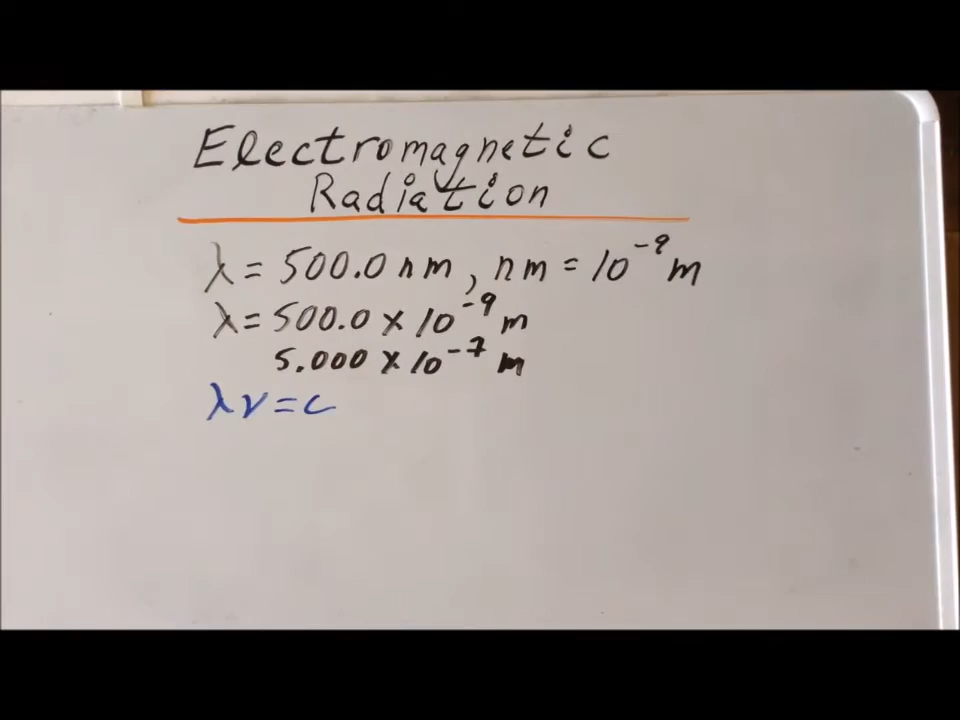 Electromagnetic
Radiation
λ = 500.0 nm, nm = 10⁻⁹ m
λ = 500.0 x 10⁻⁹ m
5.000 x 10⁻⁷ m
λν = c